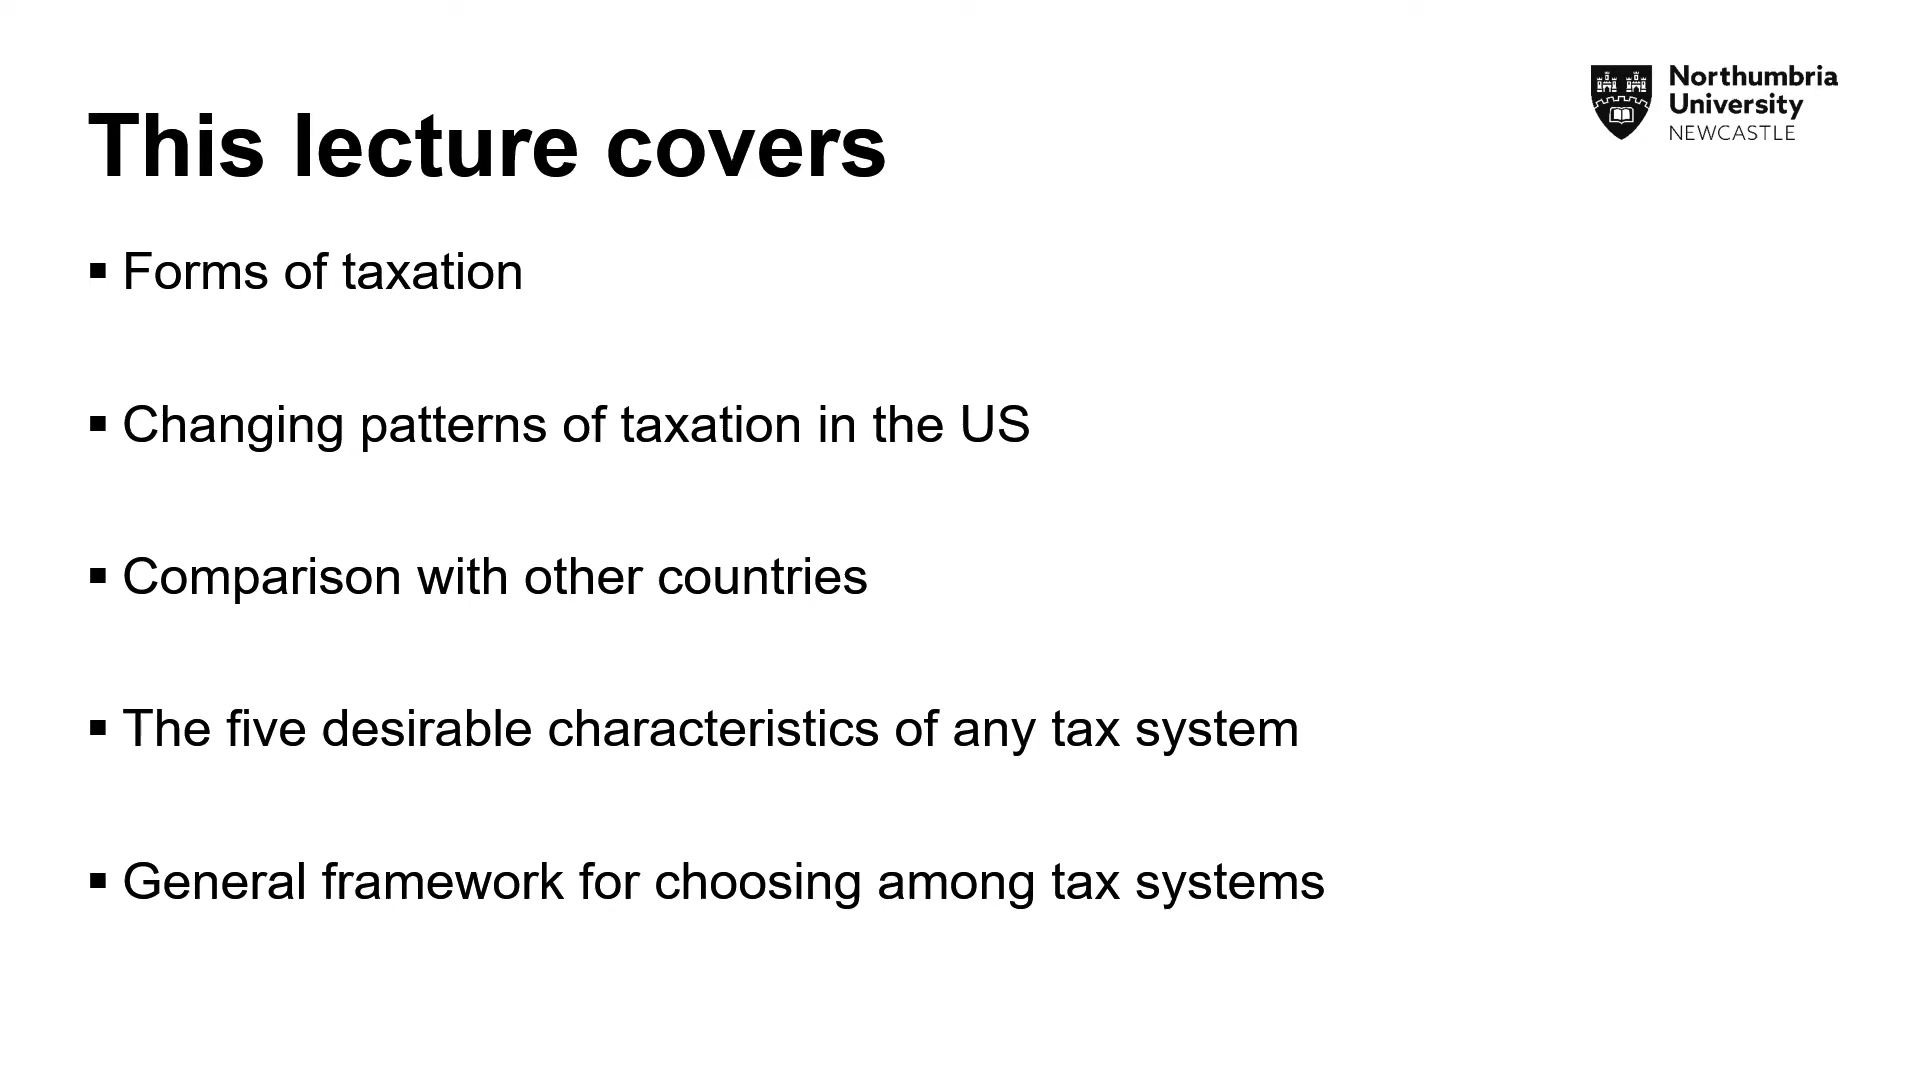 This lecture covers
Northumbria
University
NEWCASTLE
▪ Forms of taxation
▪ Changing patterns of taxation in the US
▪ Comparison with other countries
▪ The five desirable characteristics of any tax system
▪ General framework for choosing among tax systems